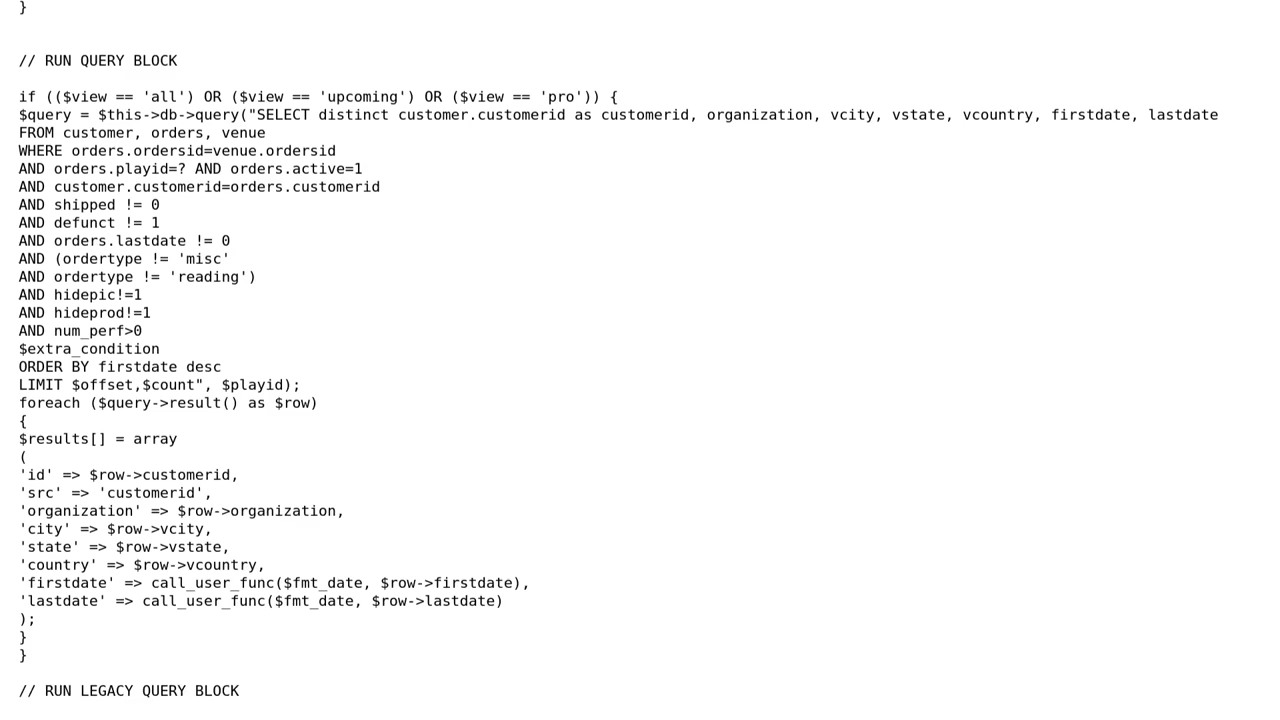 }
// RUN QUERY BLOCK
if (($view == 'all') OR ($view == 'upcoming') OR ($view == 'pro')) {
$query = $this->db->query("SELECT distinct customer.customerid as customerid, organization, vcity, vstate, vcountry, firstdate, lastdate
FROM customer, orders, venue
WHERE orders.ordersid=venue.ordersid
AND orders.playid=? AND orders.active=1
AND customer.customerid=orders.customerid
AND shipped != 0
AND defunct != 1
AND orders.lastdate != 0
AND (ordertype != 'misc'
AND ordertype != 'reading')
AND hidepic!=1
AND hideprod!=1
AND num_perf>0
$extra_condition
ORDER BY firstdate desc
LIMIT $offset,$count", $playid);
foreach ($query->result() as $row)
{
$results[] = array
(
'id' => $row->customerid,
'src' => 'customerid',
'organization' => $row->organization,
'city' => $row->vcity,
'state' => $row->vstate,
'country' => $row->vcountry,
'firstdate' => call_user_func($fmt_date, $row->firstdate),
'lastdate' => call_user_func($fmt_date, $row->lastdate)
);
}
}
// RUN LEGACY QUERY BLOCK